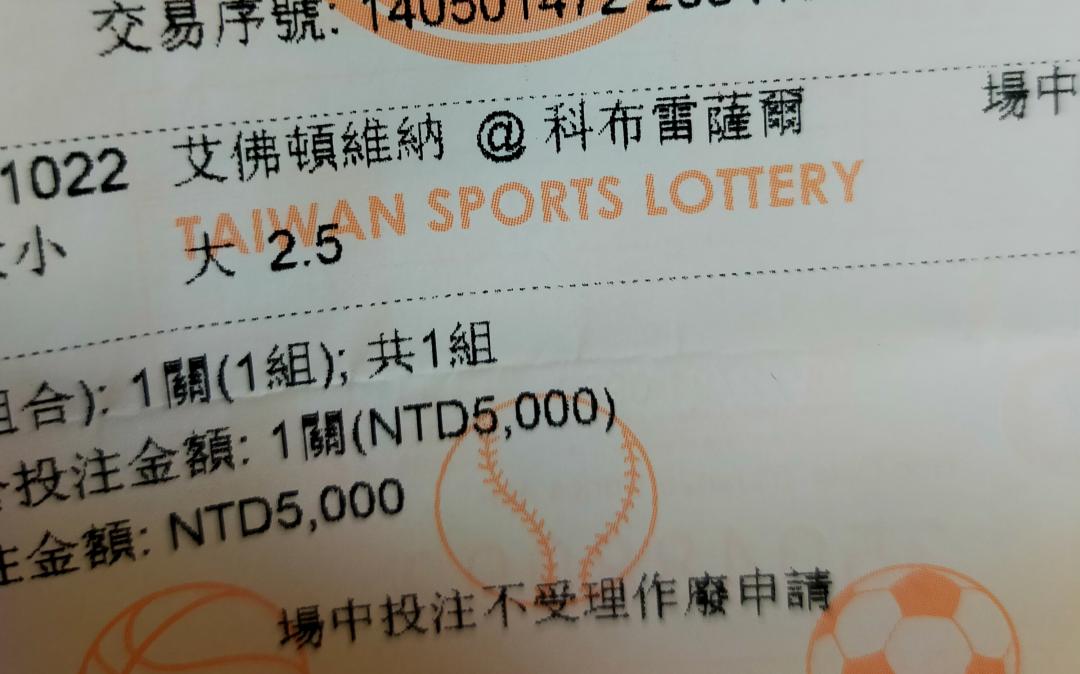 交易序號: 140501472
1022 艾佛頓維納 @ 科布雷薩爾 場中
TAIWAN SPORTS LOTTERY
大小 大 2.5
組合): 1關(1組); 共1組
投注金額: 1關(NTD5,000)
注金額: NTD5,000
場中投注不受理作廢申請